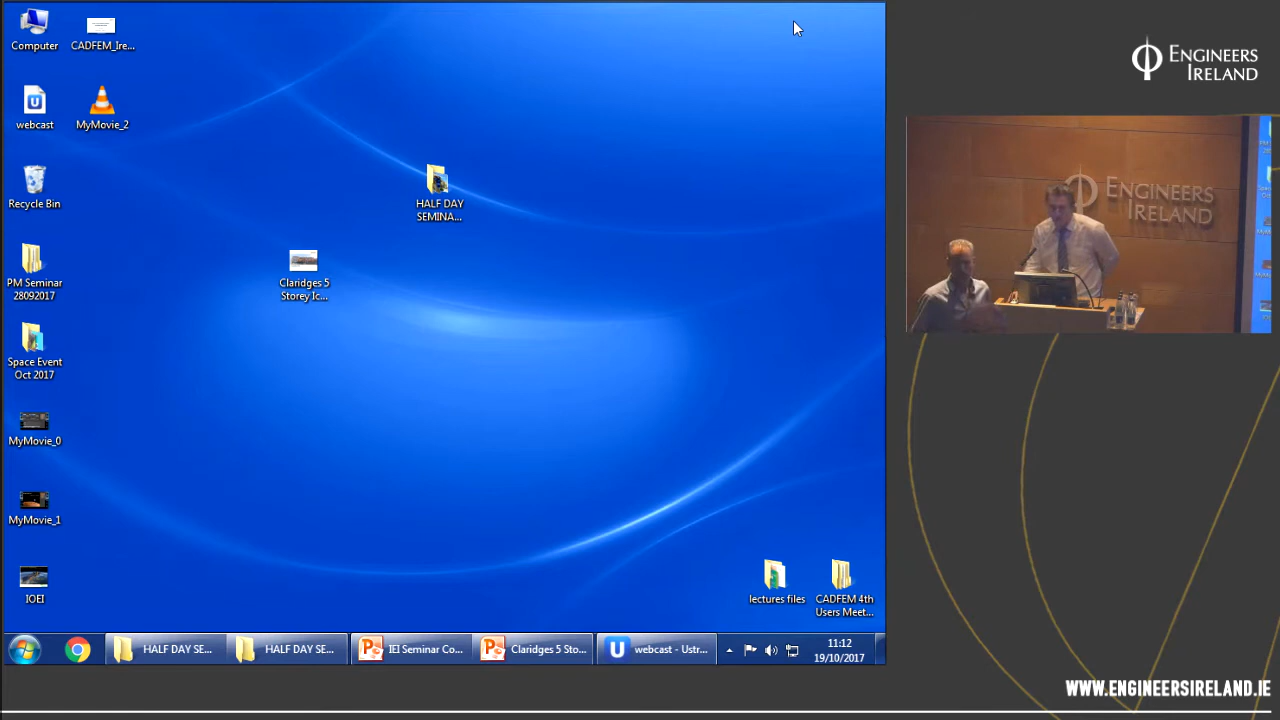 Computer
CADFEM_Ire...
webcast
MyMovie_2
Recycle Bin
HALF DAY
SEMINA...
PM Seminar
28092017
Claridges 5
Storey Ic...
Space Event
Oct 2017
MyMovie_0
MyMovie_1
IOEI
lectures files
CADFEM 4th
Users Meet...
HALF DAY SE...
HALF DAY SE...
IEI Seminar Co...
Claridges 5 Sto...
webcast - Ustr...
11:12
19/10/2017
ENGINEERS
IRELAND
ENGINEERS
IRELAND
WWW.ENGINEERSIRELAND.IE